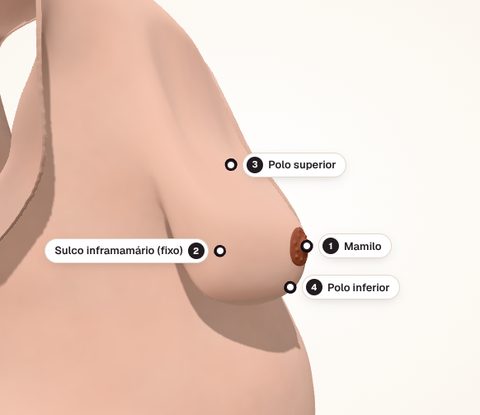 3 Polo superior
Sulco inframamário (fixo) 2
1 Mamilo
4 Polo inferior